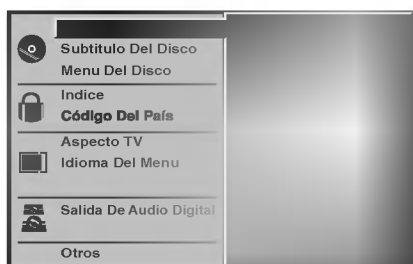 Subtitulo Del Disco
Menu Del Disco
Indice
Código Del País
Aspecto TV
Idioma Del Menu
Salida De Audio Digital
Otros